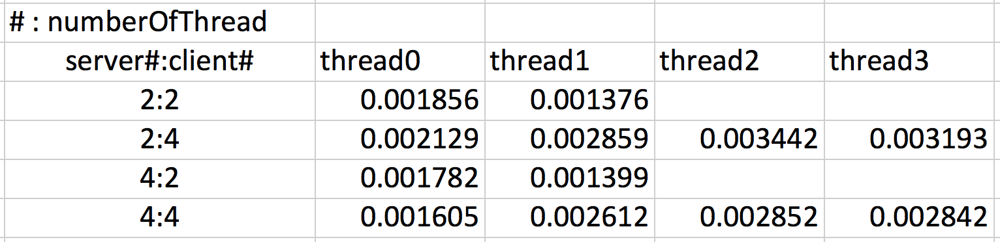 # : numberOfThread
server#:client# thread0 thread1 thread2 thread3
2:2 0.001856 0.001376
2:4 0.002129 0.002859 0.003442 0.003193
4:2 0.001782 0.001399
4:4 0.001605 0.002612 0.002852 0.002842